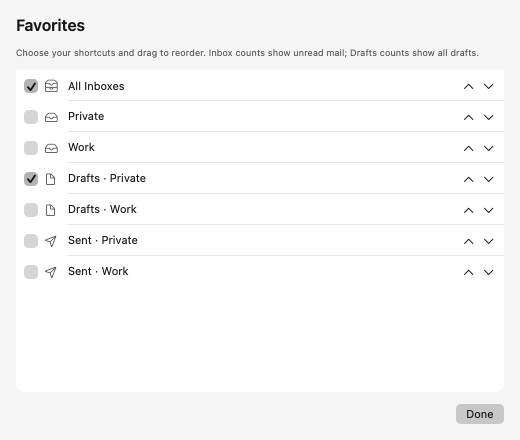 Favorites
Choose your shortcuts and drag to reorder. Inbox counts show unread mail; Drafts counts show all drafts.
All Inboxes
Private
Work
Drafts · Private
Drafts · Work
Sent · Private
Sent · Work
Done